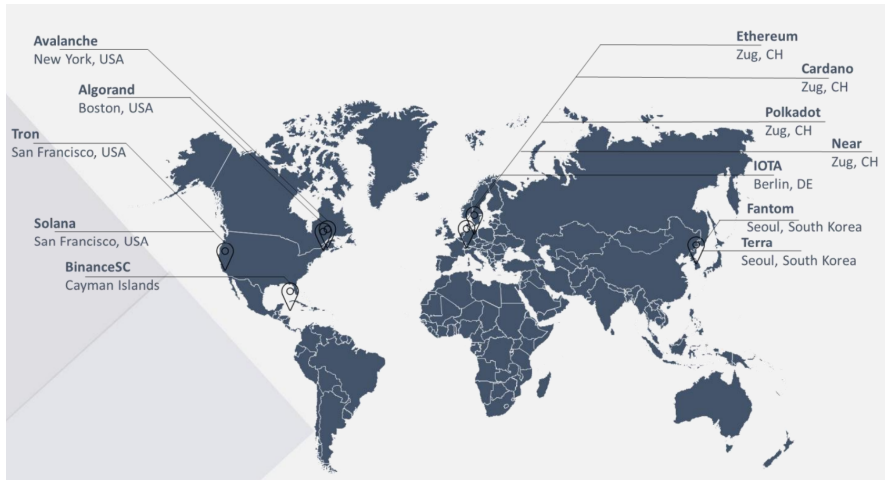 Avalanche
New York, USA
Algorand
Boston, USA
Tron
San Francisco, USA
Solana
San Francisco, USA
BinanceSC
Cayman Islands
Ethereum
Zug, CH
Cardano
Zug, CH
Polkadot
Zug, CH
Near
Zug, CH
IOTA
Berlin, DE
Fantom
Seoul, South Korea
Terra
Seoul, South Korea